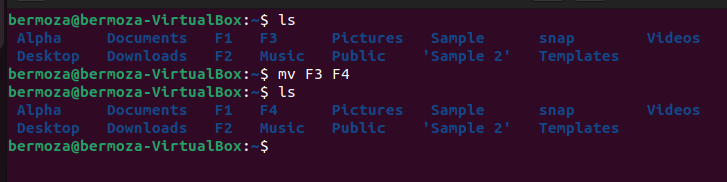 bermoza@bermoza-VirtualBox:~$ ls
Alpha Documents F1 F3 Pictures Sample snap Videos
Desktop Downloads F2 Music Public 'Sample 2' Templates
bermoza@bermoza-VirtualBox:~$ mv F3 F4
bermoza@bermoza-VirtualBox:~$ ls
Alpha Documents F1 F4 Pictures Sample snap Videos
Desktop Downloads F2 Music Public 'Sample 2' Templates
bermoza@bermoza-VirtualBox:~$